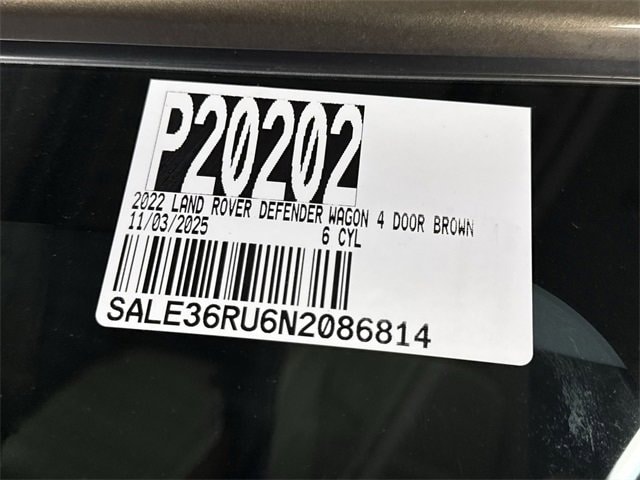 P20202
2022 LAND ROVER DEFENDER WAGON 4 DOOR BROWN
11/03/2025 6 CYL
SALE36RU6N2086814